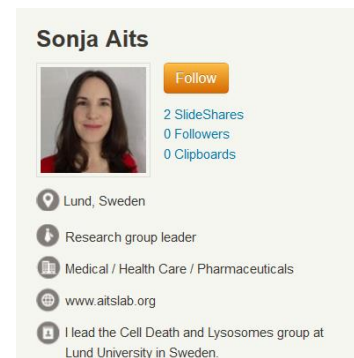 Sonja Aits
Follow
2 SlideShares
0 Followers
0 Clipboards
Lund, Sweden
Research group leader
Medical / Health Care / Pharmaceuticals
www.aitslab.org
I lead the Cell Death and Lysosomes group at
Lund University in Sweden.